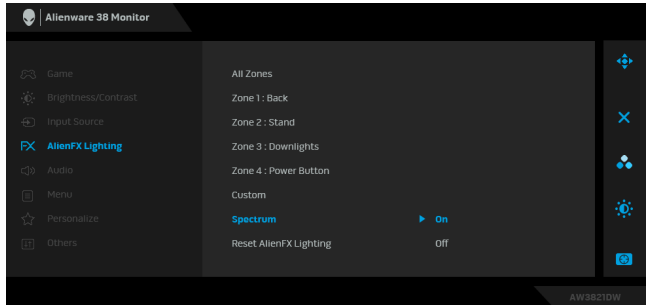 Alienware 38 Monitor
Game
All Zones
Brightness/Contrast
Zone 1 : Back
Input Source
Zone 2 : Stand
FX AlienFX Lighting
Zone 3 : Downlights
Audio
Zone 4 : Power Button
Menu
Custom
Personalize
Spectrum On
Others
Reset AlienFX Lighting Off
AW3821DW